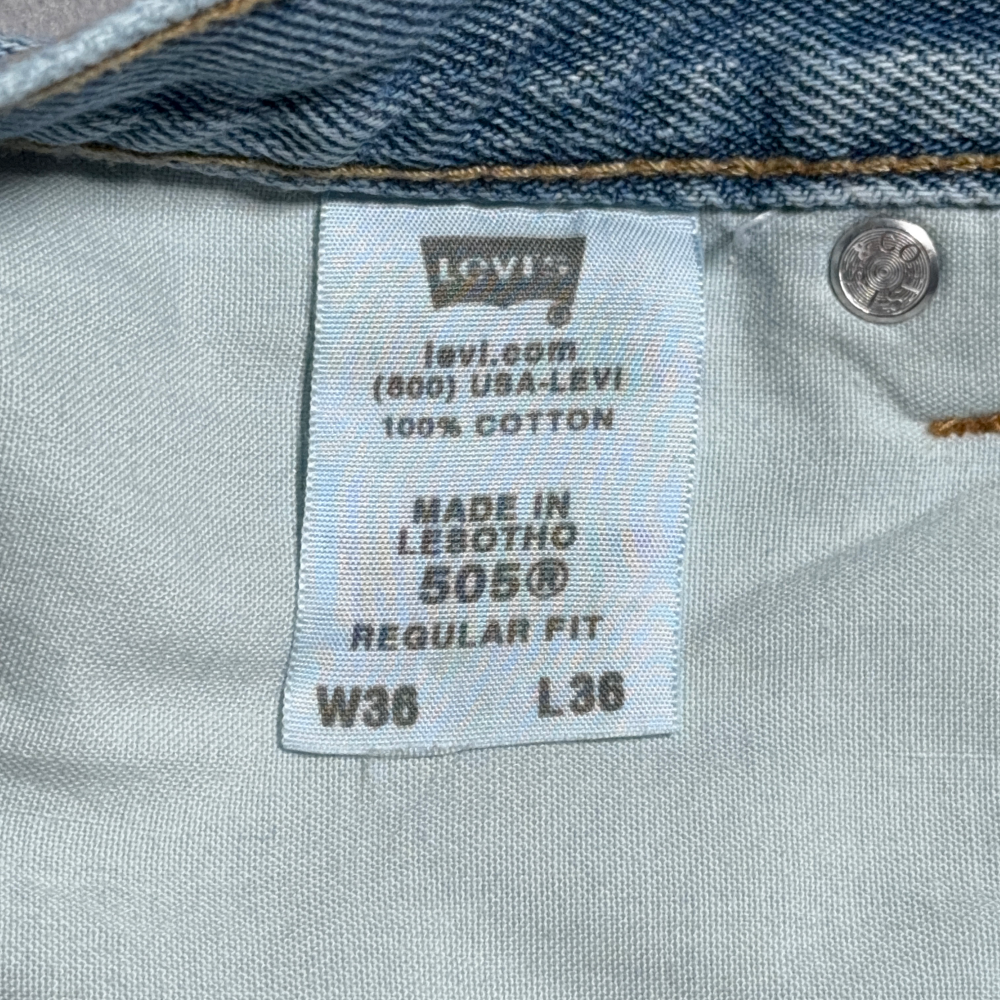 LEVI'S
®
levi.com
(800) USA-LEVI
100% COTTON
MADE IN
LESOTHO
505®
REGULAR FIT
W36 L36